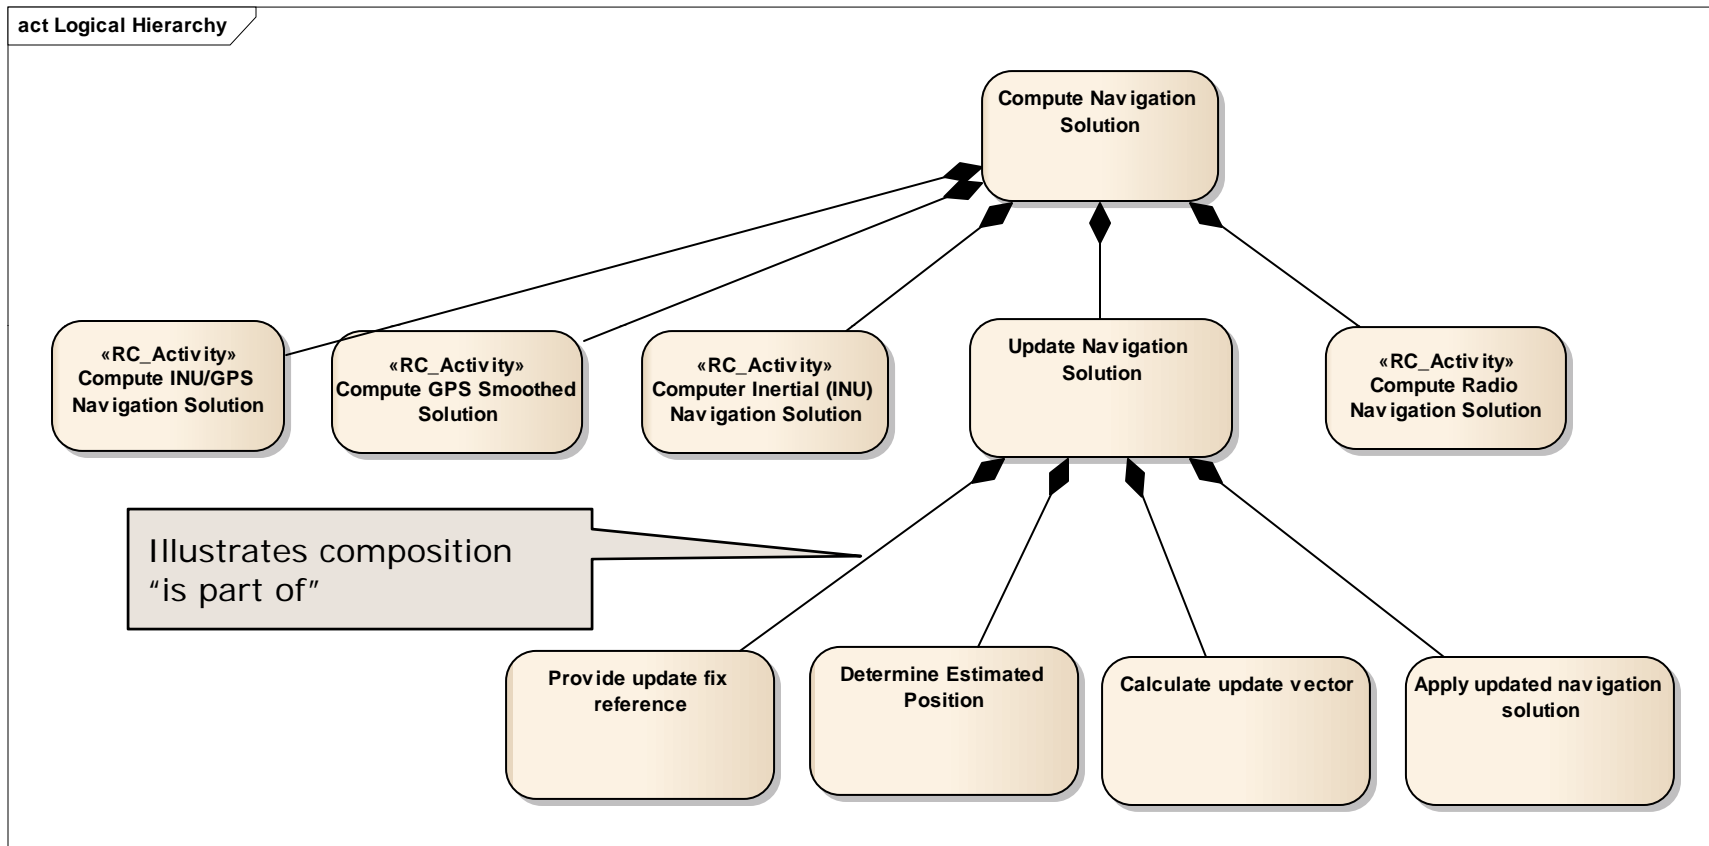 act Logical Hierarchy
Compute Navigation
Solution
«RC_Activity»
Compute INU/GPS
Navigation Solution
«RC_Activity»
Compute GPS Smoothed
Solution
«RC_Activity»
Computer Inertial (INU)
Navigation Solution
Update Navigation
Solution
«RC_Activity»
Compute Radio
Navigation Solution
Illustrates composition
“is part of”
Provide update fix
reference
Determine Estimated
Position
Calculate update vector
Apply updated navigation
solution